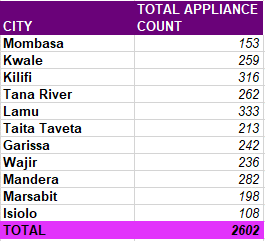 CITY TOTAL APPLIANCE COUNT
Mombasa 153
Kwale 259
Kilifi 316
Tana River 262
Lamu 333
Taita Taveta 213
Garissa 242
Wajir 236
Mandera 282
Marsabit 198
Isiolo 108
TOTAL 2602